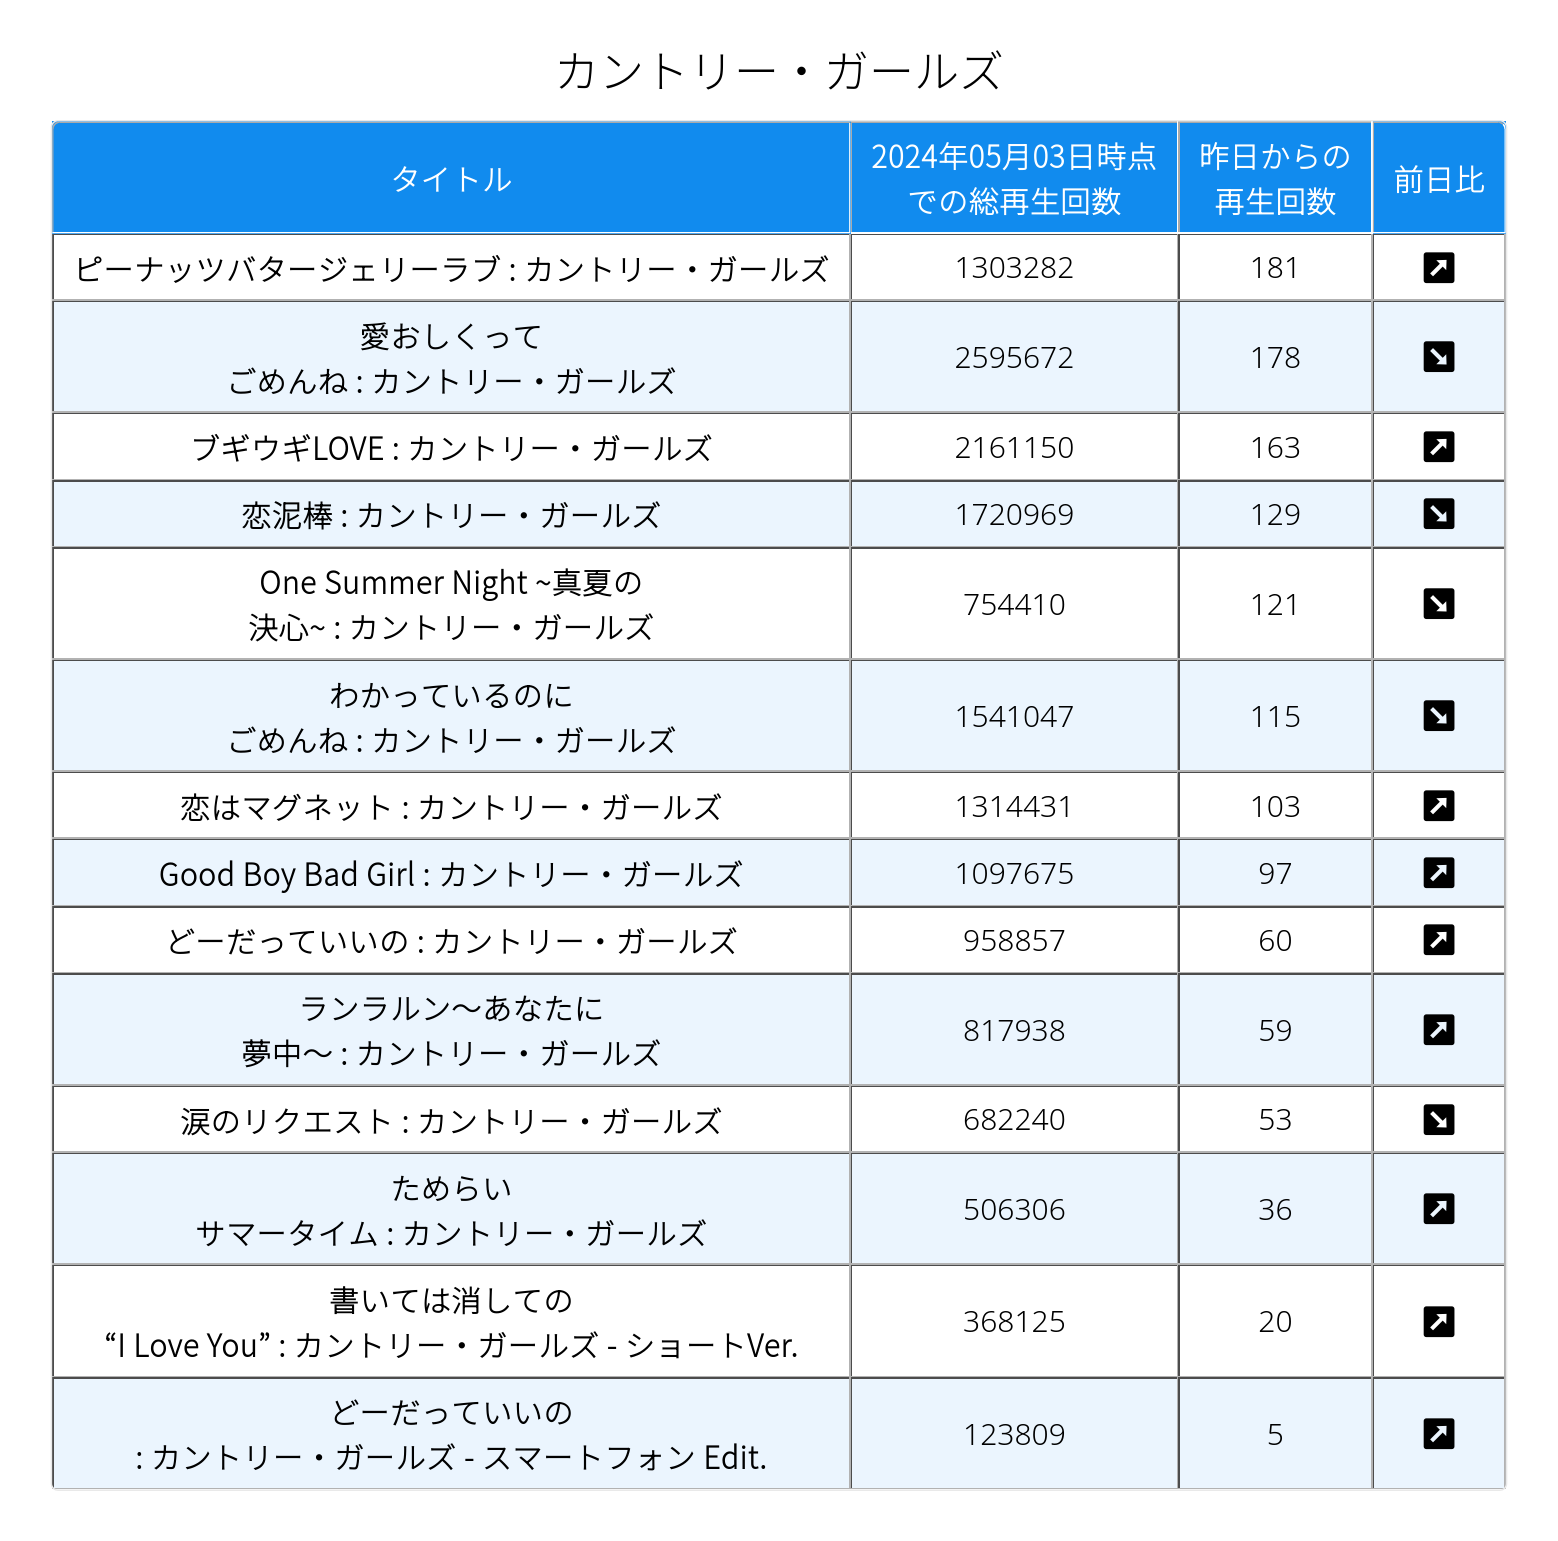 カントリー・ガールズ
タイトル
2024年05月03日時点
での総再生回数
昨日からの
再生回数
前日比
ピーナッツバタージェリーラブ : カントリー・ガールズ
1303282
181
愛おしくって
ごめんね : カントリー・ガールズ
2595672
178
ブギウギLOVE : カントリー・ガールズ
2161150
163
恋泥棒 : カントリー・ガールズ
1720969
129
One Summer Night ~真夏の
決心~ : カントリー・ガールズ
754410
121
わかっているのに
ごめんね : カントリー・ガールズ
1541047
115
恋はマグネット : カントリー・ガールズ
1314431
103
Good Boy Bad Girl : カントリー・ガールズ
1097675
97
どーだっていいの : カントリー・ガールズ
958857
60
ランラルン～あなたに
夢中～ : カントリー・ガールズ
817938
59
涙のリクエスト : カントリー・ガールズ
682240
53
ためらい
サマータイム : カントリー・ガールズ
506306
36
書いては消しての
“I Love You” : カントリー・ガールズ - ショートVer.
368125
20
どーだっていいの
: カントリー・ガールズ - スマートフォン Edit.
123809
5